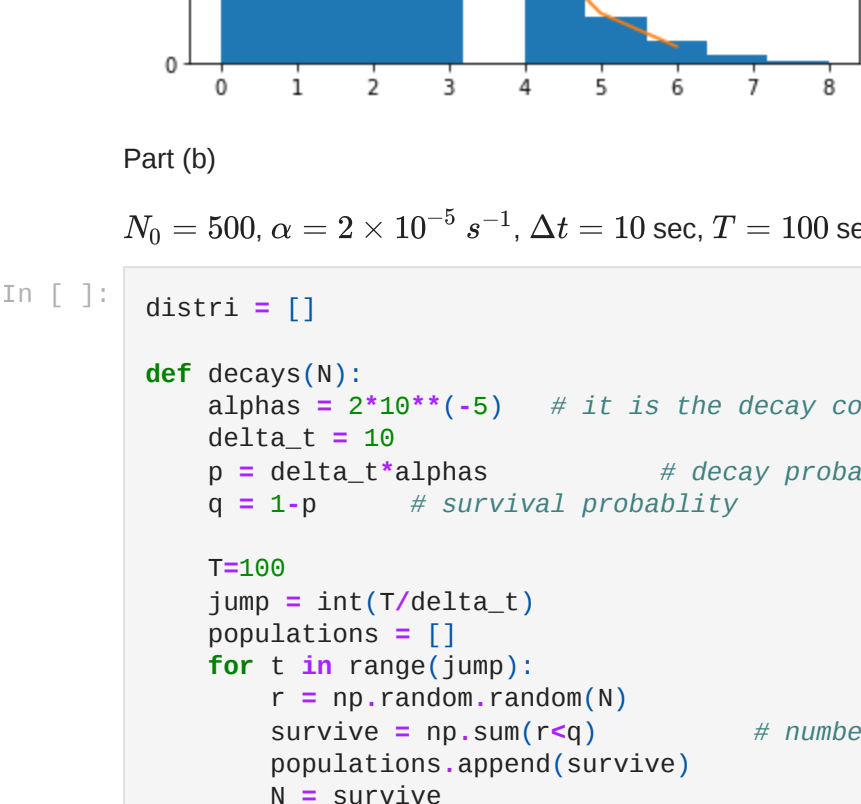 0
0 1 2 3 4 5 6 7 8
Part (b)
N₀ = 500, α = 2 × 10⁻⁵ s⁻¹, Δt = 10 sec, T = 100 se
In [ ]:
distri = []
def decays(N):
    alphas = 2*10**(-5)   # it is the decay co
    delta_t = 10
    p = delta_t*alphas           # decay proba
    q = 1-p      # survival probablity
    T=100
    jump = int(T/delta_t)
    populations = []
    for t in range(jump):
        r = np.random.random(N)
        survive = np.sum(r<q)          # numbe
        populations.append(survive)
        N = survive